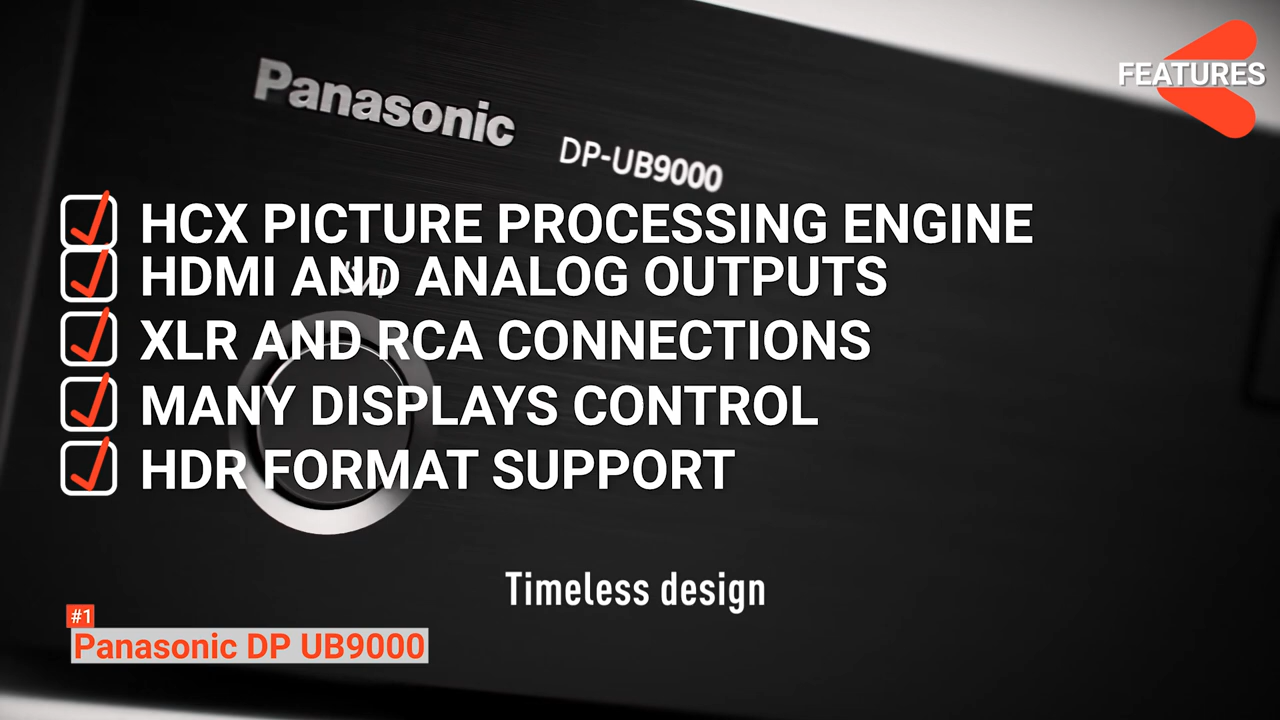 Panasonic
DP-UB9000
FEATURES
HCX PICTURE PROCESSING ENGINE
HDMI AND ANALOG OUTPUTS
XLR AND RCA CONNECTIONS
MANY DISPLAYS CONTROL
HDR FORMAT SUPPORT
Timeless design
#1
Panasonic DP UB9000